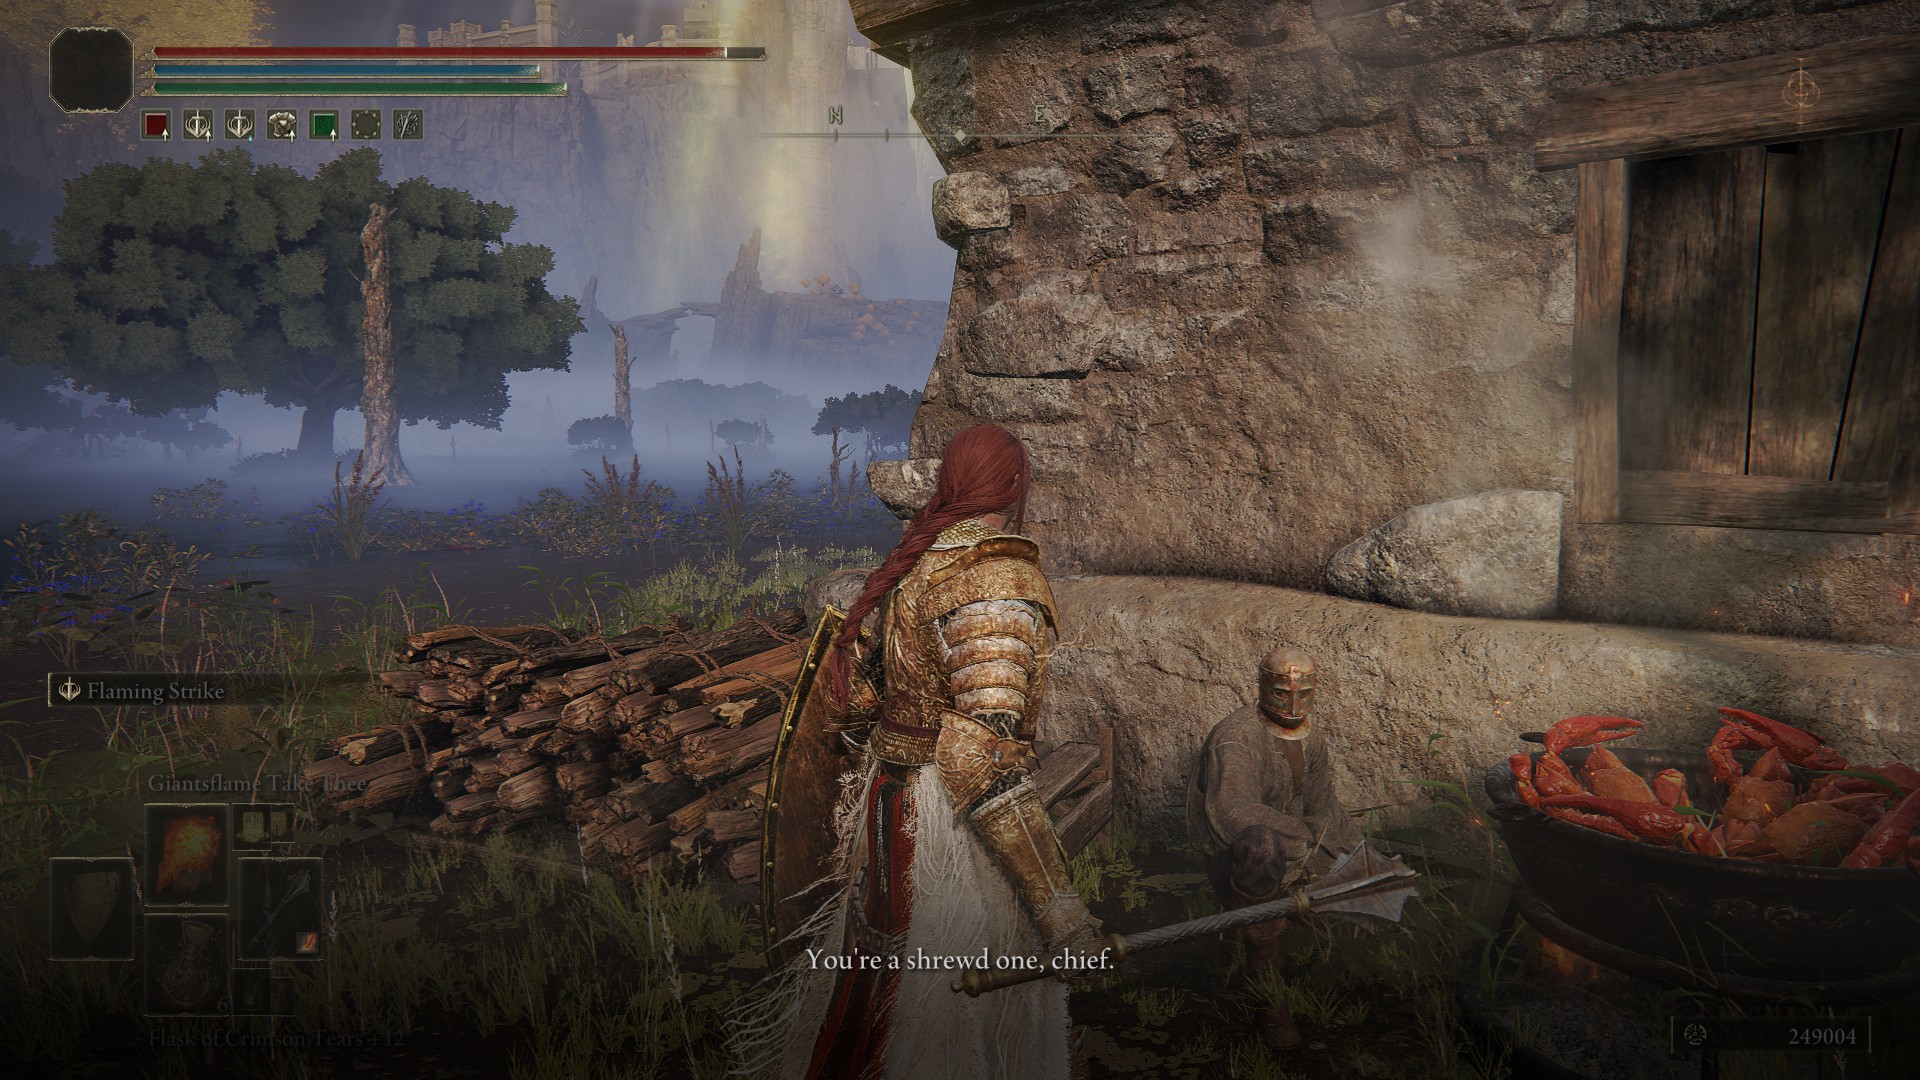 N
E
Flaming Strike
Giantsflame Take Thee
6
Flask of Crimson Tears +12
You're a shrewd one, chief.
249004